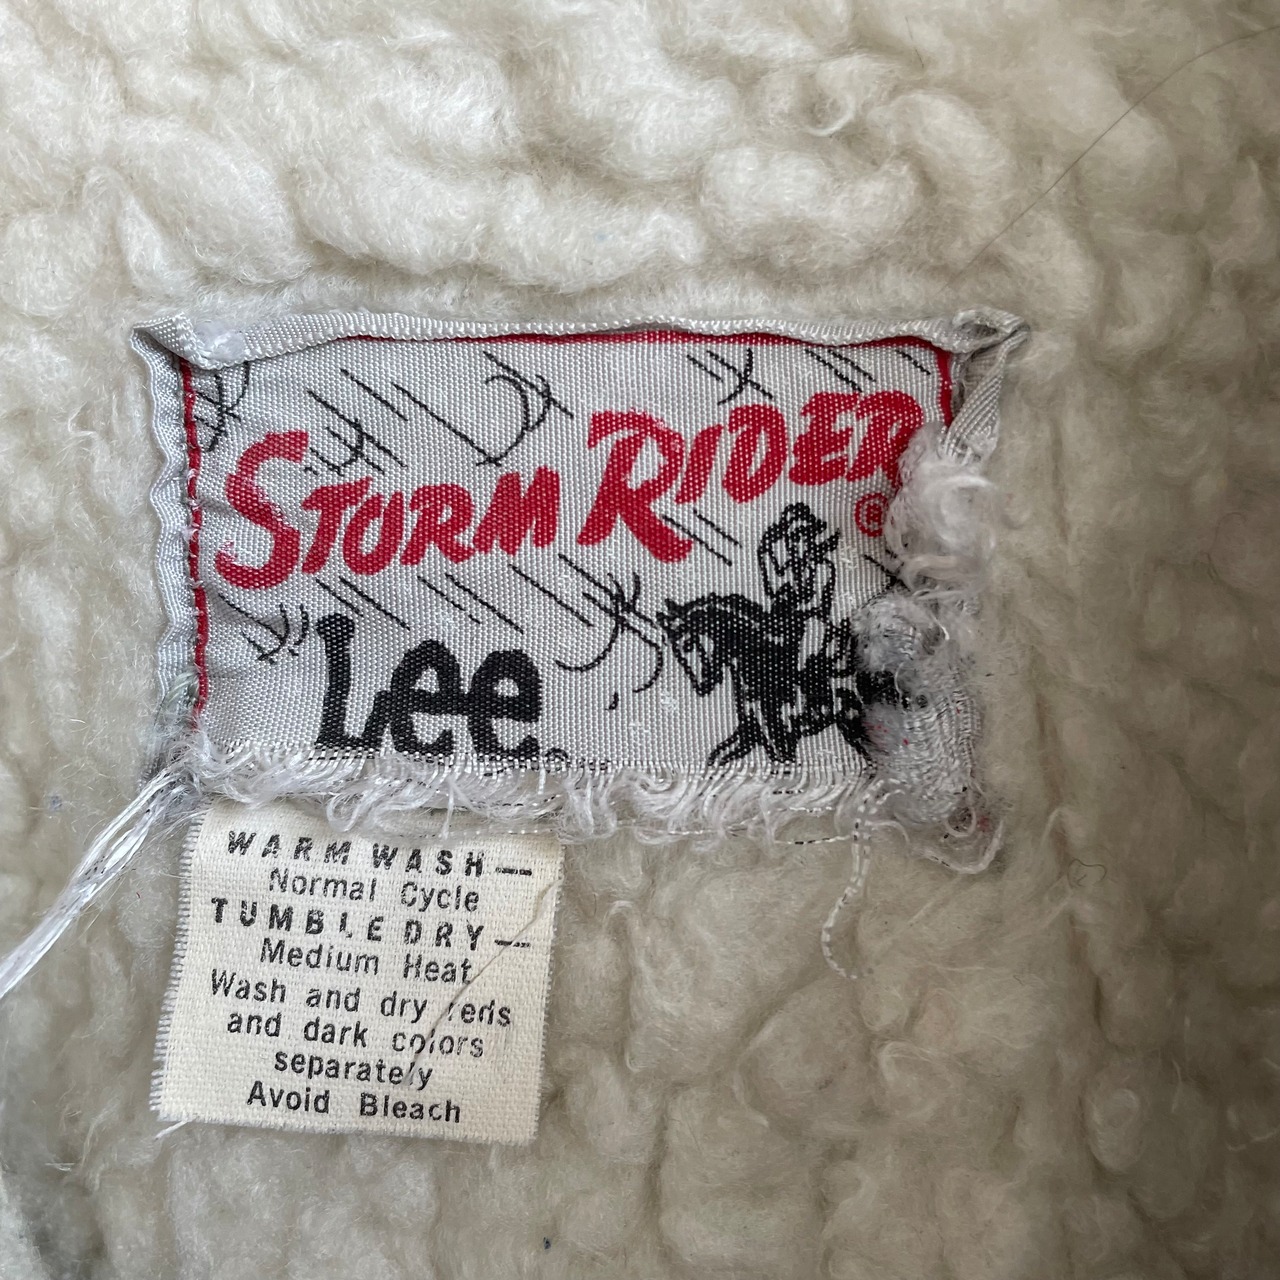 STORM RIDER ®
Lee®
WARM WASH—
Normal Cycle
TUMBLE DRY—
Medium Heat
Wash and dry reds
and dark colors
separately
Avoid Bleach